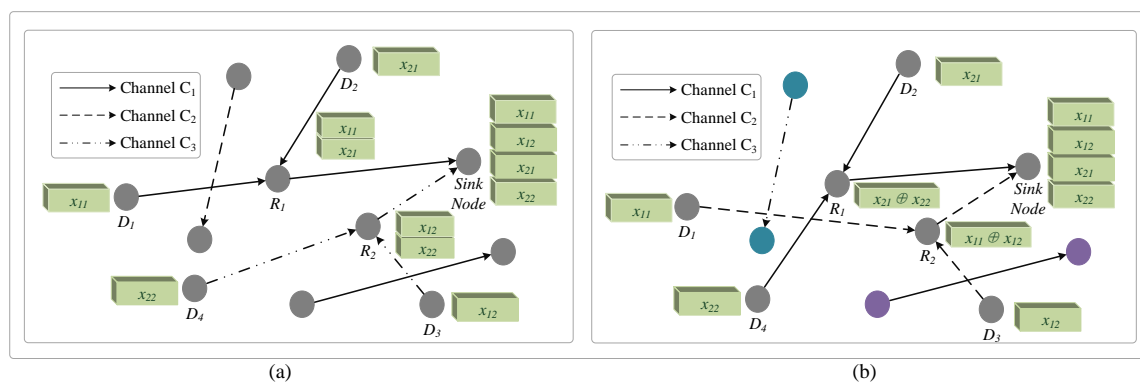 Channel C₁
Channel C₂
Channel C₃
x₂₁
D₂
x₁₁
x₂₁
x₁₁
x₁₂
x₂₁
x₂₂
Sink
Node
x₁₁
D₁
R₁
R₂
x₁₂
x₂₂
x₂₂
D₄
D₃
x₁₂
(a)
Channel C₁
Channel C₂
Channel C₃
x₂₁
D₂
x₁₁
x₁₂
x₂₁
x₂₂
Sink
Node
R₁
x₂₁ ⊕ x₂₂
x₁₁
D₁
R₂
x₁₁ ⊕ x₁₂
x₂₂
D₄
D₃
x₁₂
(b)